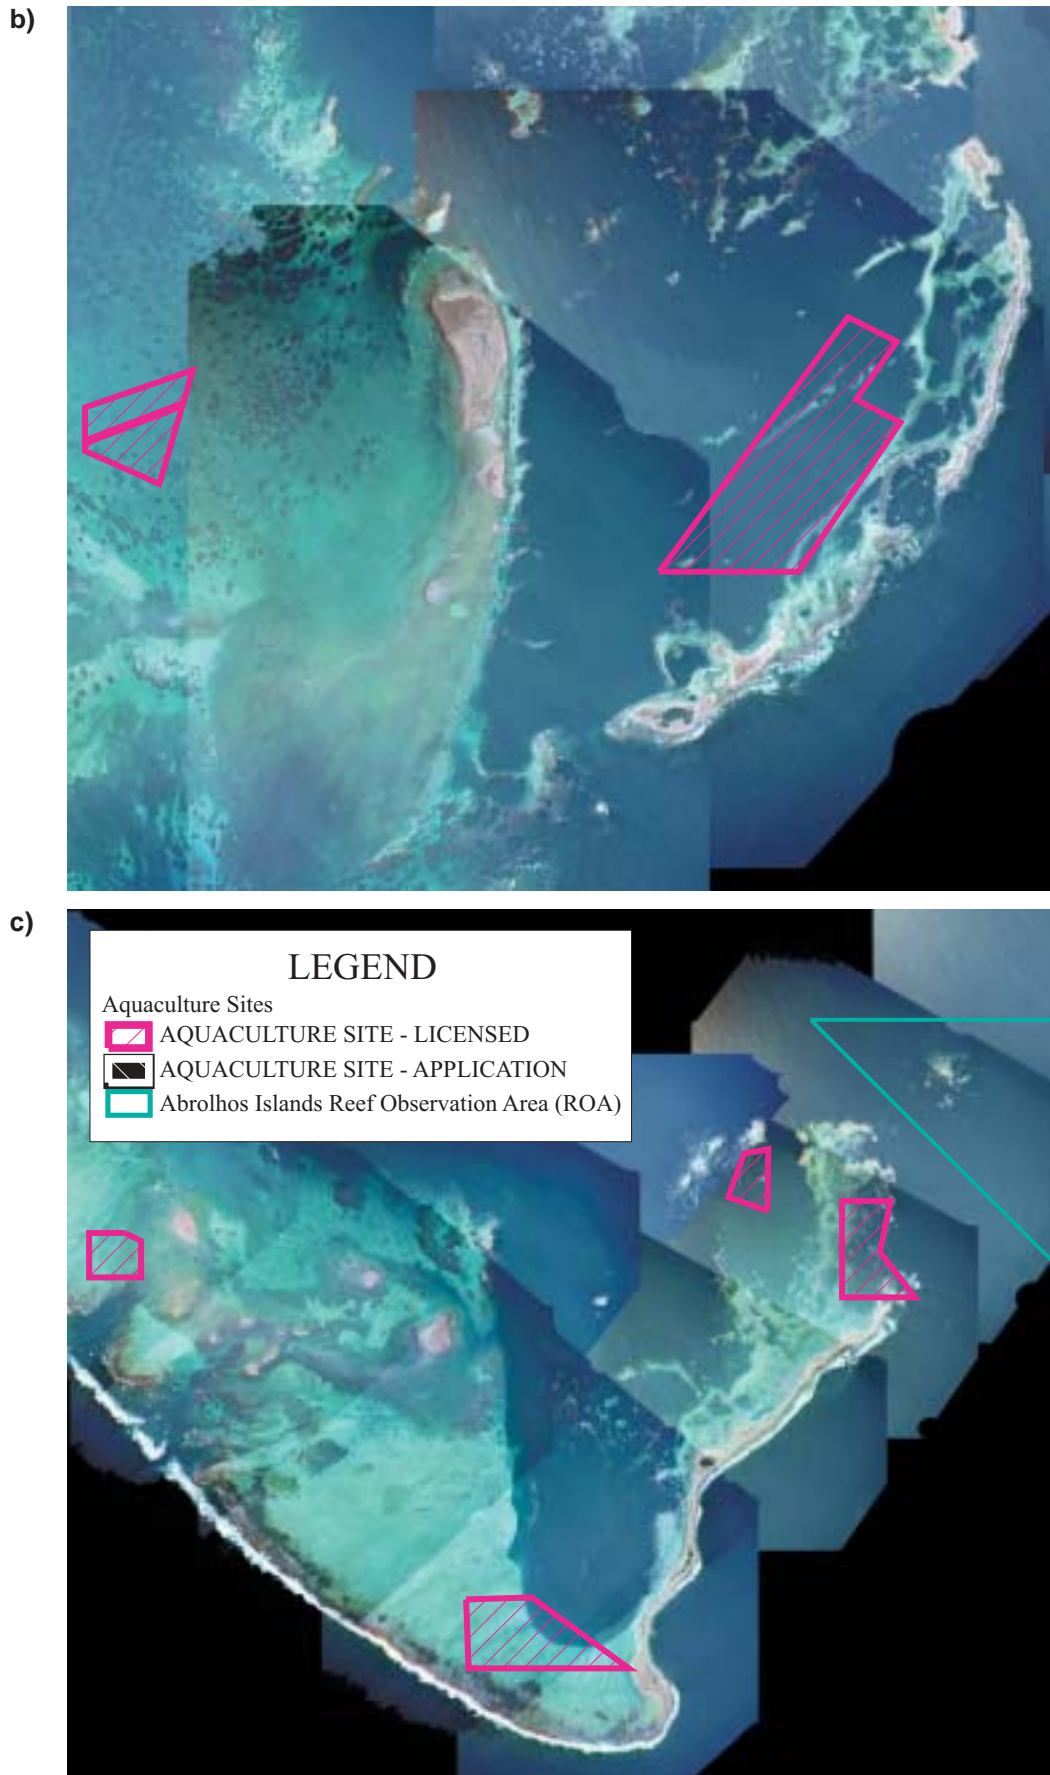 b)
c)
LEGEND
Aquaculture Sites
AQUACULTURE SITE - LICENSED
AQUACULTURE SITE - APPLICATION
Abrolhos Islands Reef Observation Area (ROA)